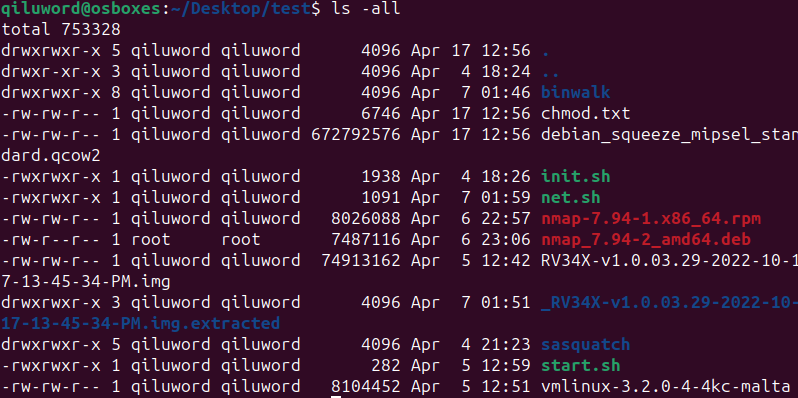 qiluword@osboxes:~/Desktop/test$ ls -all
total 753328
drwxrwxr-x 5 qiluword qiluword      4096 Apr 17 12:56 .
drwxr-xr-x 3 qiluword qiluword      4096 Apr  4 18:24 ..
drwxrwxr-x 8 qiluword qiluword      4096 Apr  7 01:46 binwalk
-rw-rw-r-- 1 qiluword qiluword      6746 Apr 17 12:56 chmod.txt
-rw-rw-r-- 1 qiluword qiluword 672792576 Apr 17 12:56 debian_squeeze_mipsel_stan
dard.qcow2
-rwxrwxr-x 1 qiluword qiluword      1938 Apr  4 18:26 init.sh
-rwxrwxr-x 1 qiluword qiluword      1091 Apr  7 01:59 net.sh
-rw-rw-r-- 1 qiluword qiluword   8026088 Apr  6 22:57 nmap-7.94-1.x86_64.rpm
-rw-r--r-- 1 root     root       7487116 Apr  6 23:06 nmap_7.94-2_amd64.deb
-rw-rw-r-- 1 qiluword qiluword  74913162 Apr  5 12:42 RV34X-v1.0.03.29-2022-10-1
7-13-45-34-PM.img
drwxrwxr-x 3 qiluword qiluword      4096 Apr  7 01:51 _RV34X-v1.0.03.29-2022-10-
17-13-45-34-PM.img.extracted
drwxrwxr-x 5 qiluword qiluword      4096 Apr  4 21:23 sasquatch
-rwxrwxr-x 1 qiluword qiluword       282 Apr  5 12:59 start.sh
-rw-rw-r-- 1 qiluword qiluword   8104452 Apr  5 12:51 vmlinux-3.2.0-4-4kc-malta